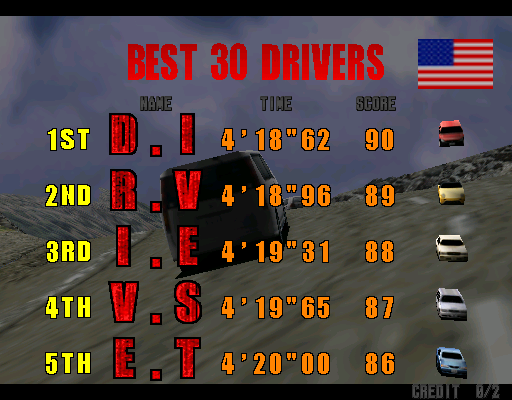 BEST 30 DRIVERS
NAME TIME SCORE
1ST D.I 4'18"62 90
2ND R.V 4'18"96 89
3RD I.E 4'19"31 88
4TH V.S 4'19"65 87
5TH E.T 4'20"00 86
CREDIT 0/2